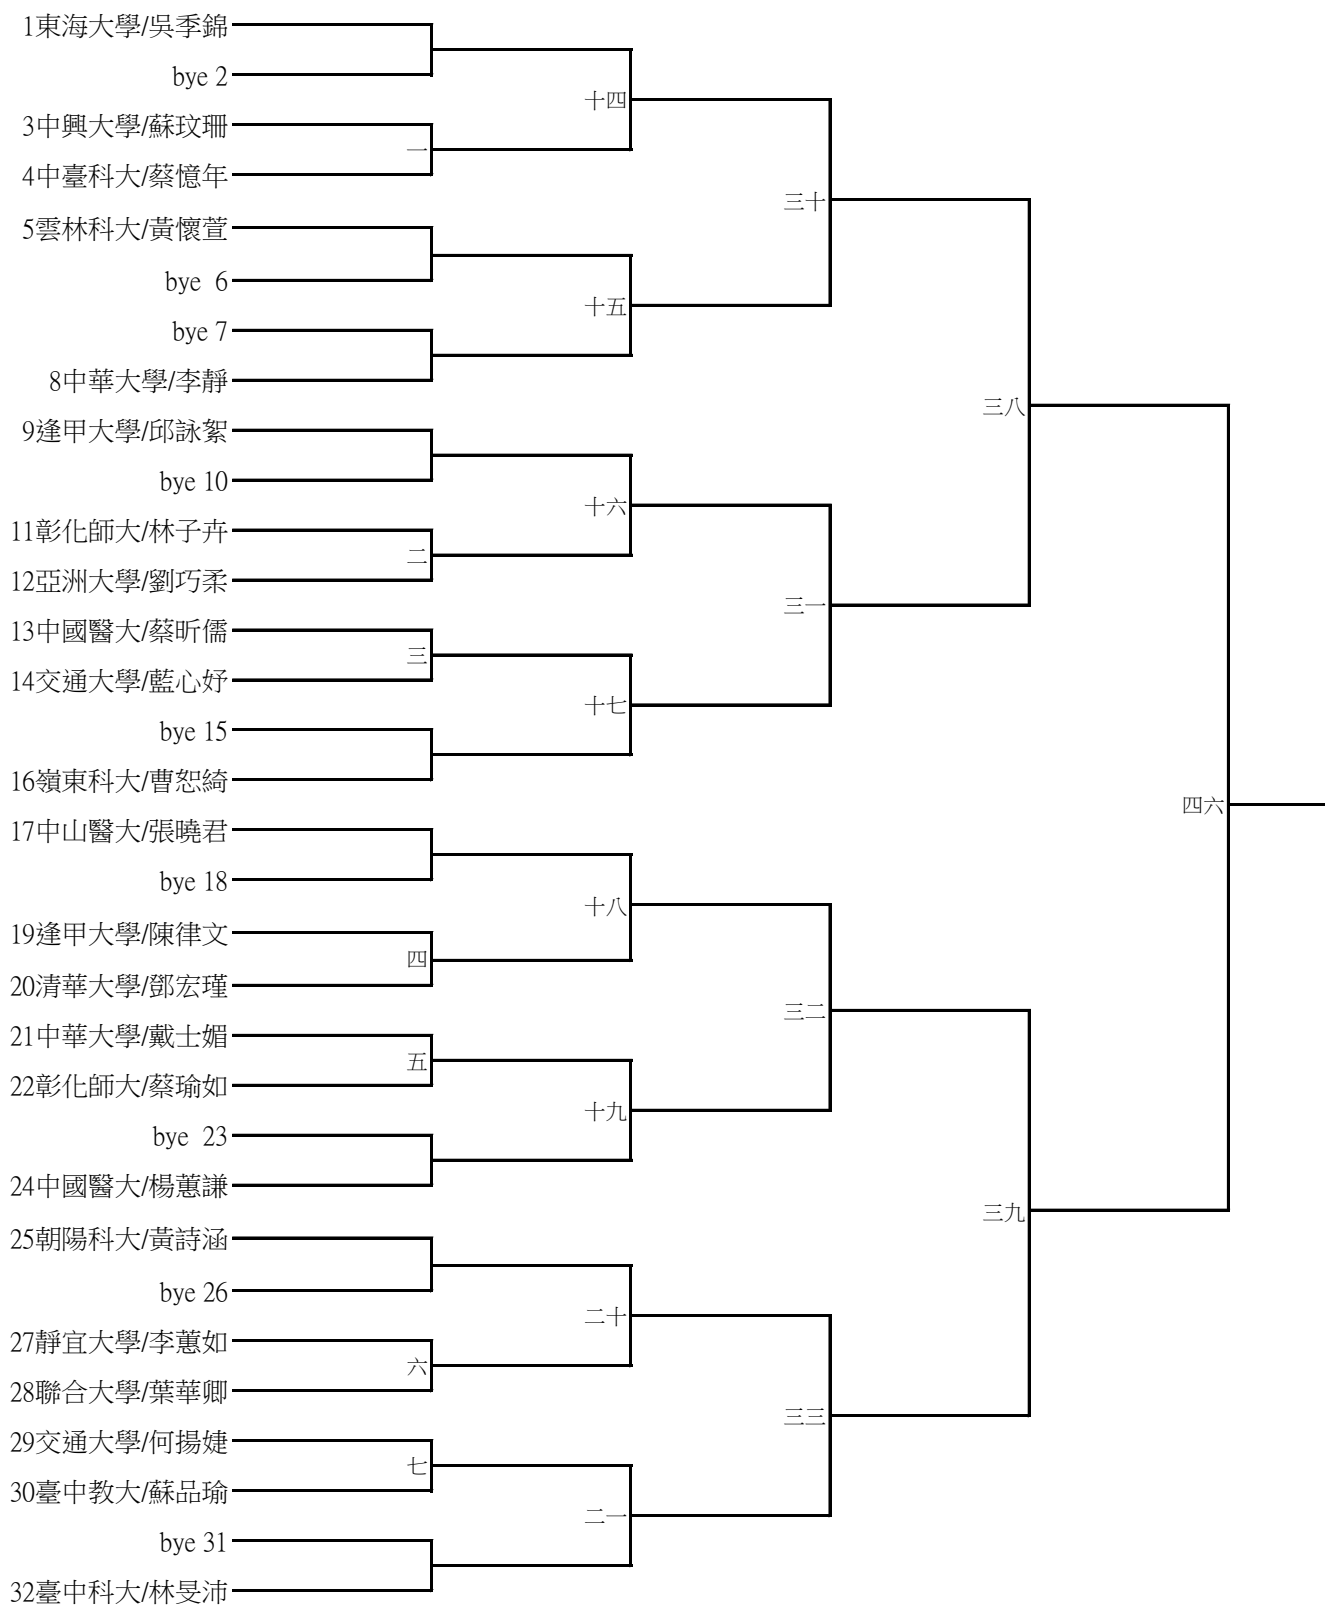 1東海大學/吳季錦
bye 2
十四
3中興大學/蘇玟珊
一
4中臺科大/蔡憶年
三十
5雲林科大/黃懷萱
bye 6
十五
bye 7
8中華大學/李靜
三八
9逢甲大學/邱詠絮
bye 10
十六
11彰化師大/林子卉
二
12亞洲大學/劉巧柔
三一
13中國醫大/蔡昕儒
三
14交通大學/藍心妤
十七
bye 15
16嶺東科大/曹恕綺
四六
17中山醫大/張曉君
bye 18
十八
19逢甲大學/陳律文
四
20清華大學/鄧宏瑾
三二
21中華大學/戴士媚
五
22彰化師大/蔡瑜如
十九
bye 23
24中國醫大/楊蕙謙
三九
25朝陽科大/黃詩涵
bye 26
二十
27靜宜大學/李蕙如
六
28聯合大學/葉華卿
三三
29交通大學/何揚婕
七
30臺中教大/蘇品瑜
二一
bye 31
32臺中科大/林旻沛